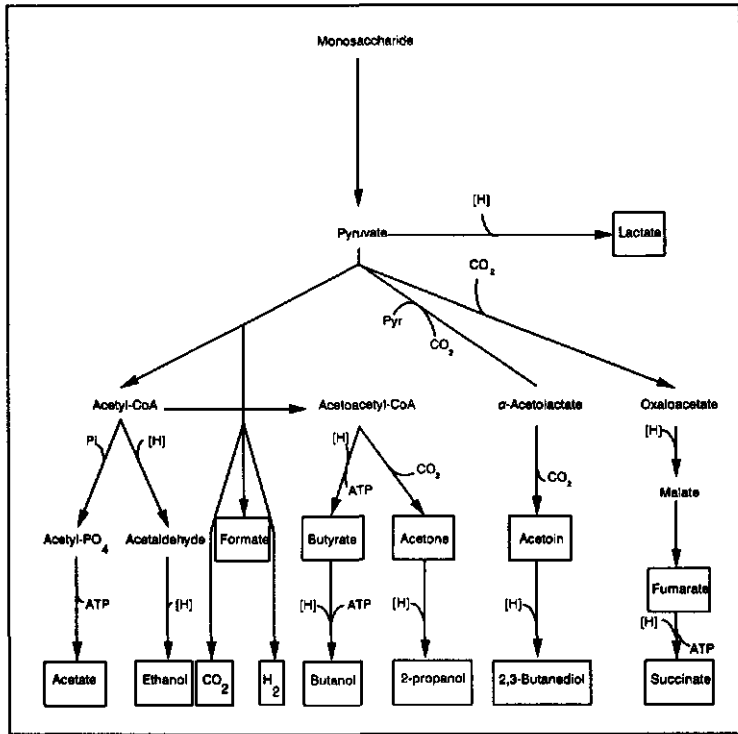 Monosaccharide
[H]
Pyruvate
Lactate
CO2
Pyr
CO2
Acetyl-CoA
Acetoacetyl-CoA
α-Acetolactate
Oxaloacetate
Pi
[H]
[H]
CO2
ATP
CO2
[H]
Malate
Acetyl-PO4
Acetaldehyde
Formate
Butyrate
Acetone
Acetoin
Fumarate
ATP
[H]
[H]
ATP
[H]
[H]
[H]
ATP
Acetate
Ethanol
CO2
H2
Butanol
2-propanol
2,3-Butanediol
Succinate